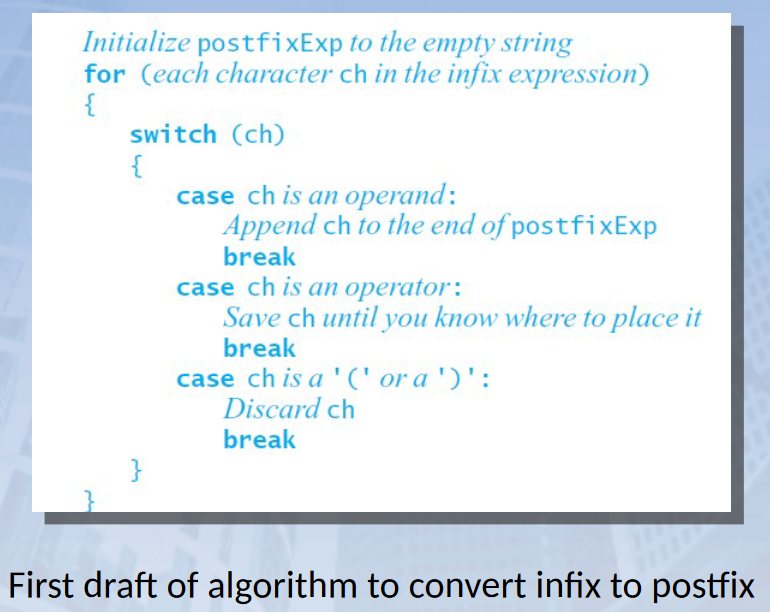 Initialize postfixExp to the empty string
for (each character ch in the infix expression)
{
switch (ch)
{
case ch is an operand:
Append ch to the end of postfixExp
break
case ch is an operator:
Save ch until you know where to place it
break
case ch is a '(' or a ')':
Discard ch
break
}
}
First draft of algorithm to convert infix to postfix